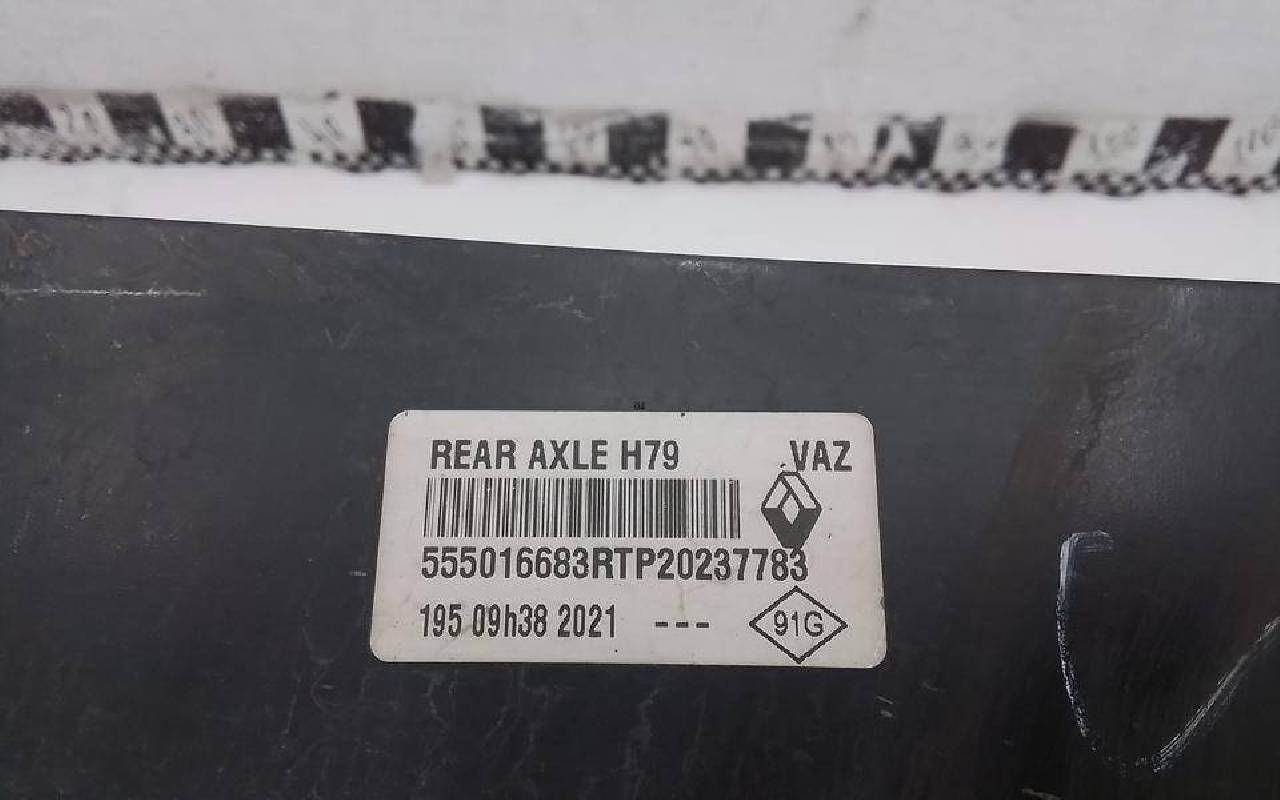 REAR AXLE H79 VAZ
555016683RTP20237783
195 09h38 2021 ---
91G